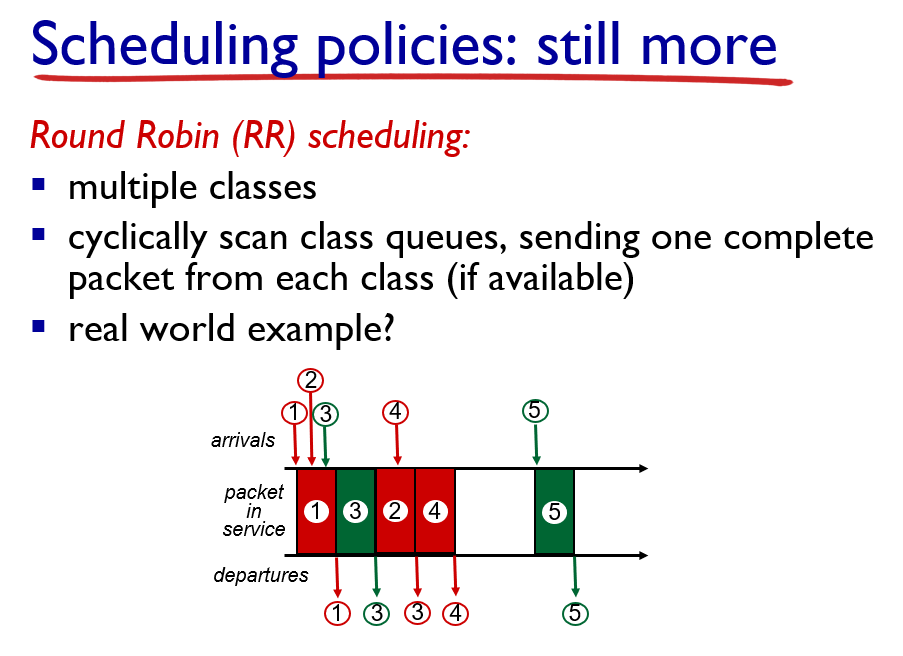 Scheduling policies: still more
Round Robin (RR) scheduling:
▪ multiple classes
▪ cyclically scan class queues, sending one complete
packet from each class (if available)
▪ real world example?
2
1 3 4 5
arrivals
packet
in
service
1 3 2 4 5
departures
1 3 3 4 5